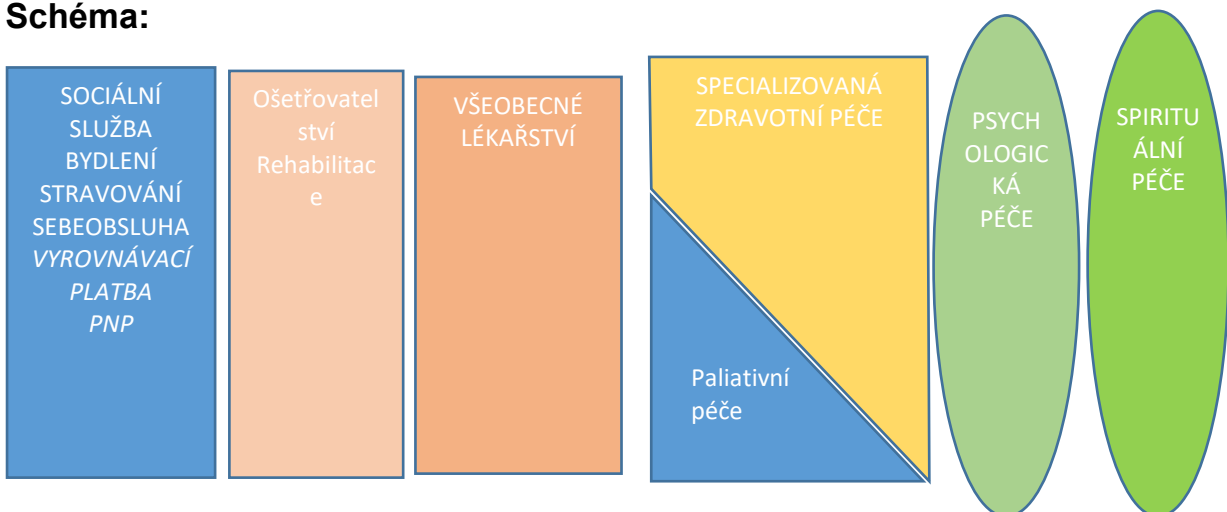 Schéma:
SOCIÁLNÍ
SLUŽBA
BYDLENÍ
STRAVOVÁNÍ
SEBEOBSLUHA
VYROVNÁVACÍ
PLATBA
PNP
Ošetřovatel
ství
Rehabilitac
e
VŠEOBECNÉ
LÉKAŘSTVÍ
SPECIALIZOVANÁ
ZDRAVOTNÍ PÉČE
Paliativní
péče
PSYCH
OLOGIC
KÁ
PÉČE
SPIRITU
ÁLNÍ
PÉČE